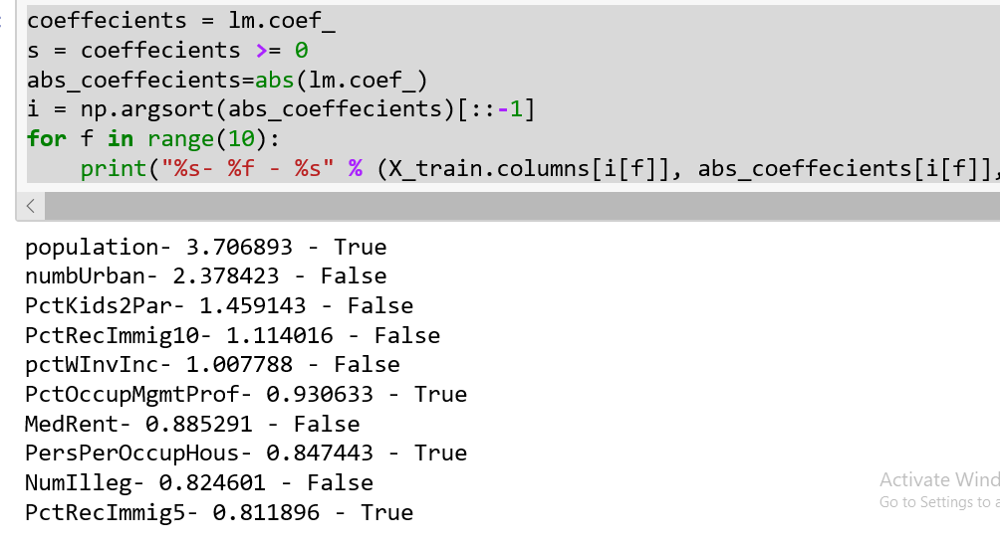 coeffecients = lm.coef_
s = coeffecients >= 0
abs_coeffecients=abs(lm.coef_)
i = np.argsort(abs_coeffecients)[::-1]
for f in range(10):
    print("%s- %f - %s" % (X_train.columns[i[f]], abs_coeffecients[i[f]],
population- 3.706893 - True
numbUrban- 2.378423 - False
PctKids2Par- 1.459143 - False
PctRecImmig10- 1.114016 - False
pctWInvInc- 1.007788 - False
PctOccupMgmtProf- 0.930633 - True
MedRent- 0.885291 - False
PersPerOccupHous- 0.847443 - True
NumIlleg- 0.824601 - False
PctRecImmig5- 0.811896 - True
Activate Wind
Go to Settings to a